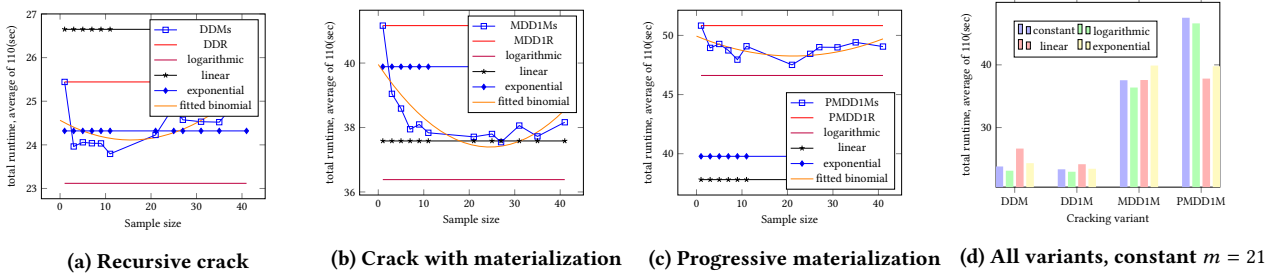 total runtime, average of 110(sec)
27
26
25
24
23
0
10
20
30
40
Sample size
DDMs
DDR
logarithmic
linear
exponential
fitted binomial
(a) Recursive crack
total runtime, average of 110(sec)
40
38
36
0
10
20
30
40
Sample size
MDD1Ms
MDD1R
logarithmic
linear
exponential
fitted binomial
(b) Crack with materialization
total runtime, average of 110(sec)
50
45
40
0
10
20
30
40
Sample size
PMDD1Ms
PMDD1R
logarithmic
linear
exponential
fitted binomial
(c) Progressive materialization
total runtime, average of 110(sec)
40
30
constant
logarithmic
linear
exponential
DDM
DD1M
MDD1M
PMDD1M
Cracking variant
(d) All variants, constant m = 21